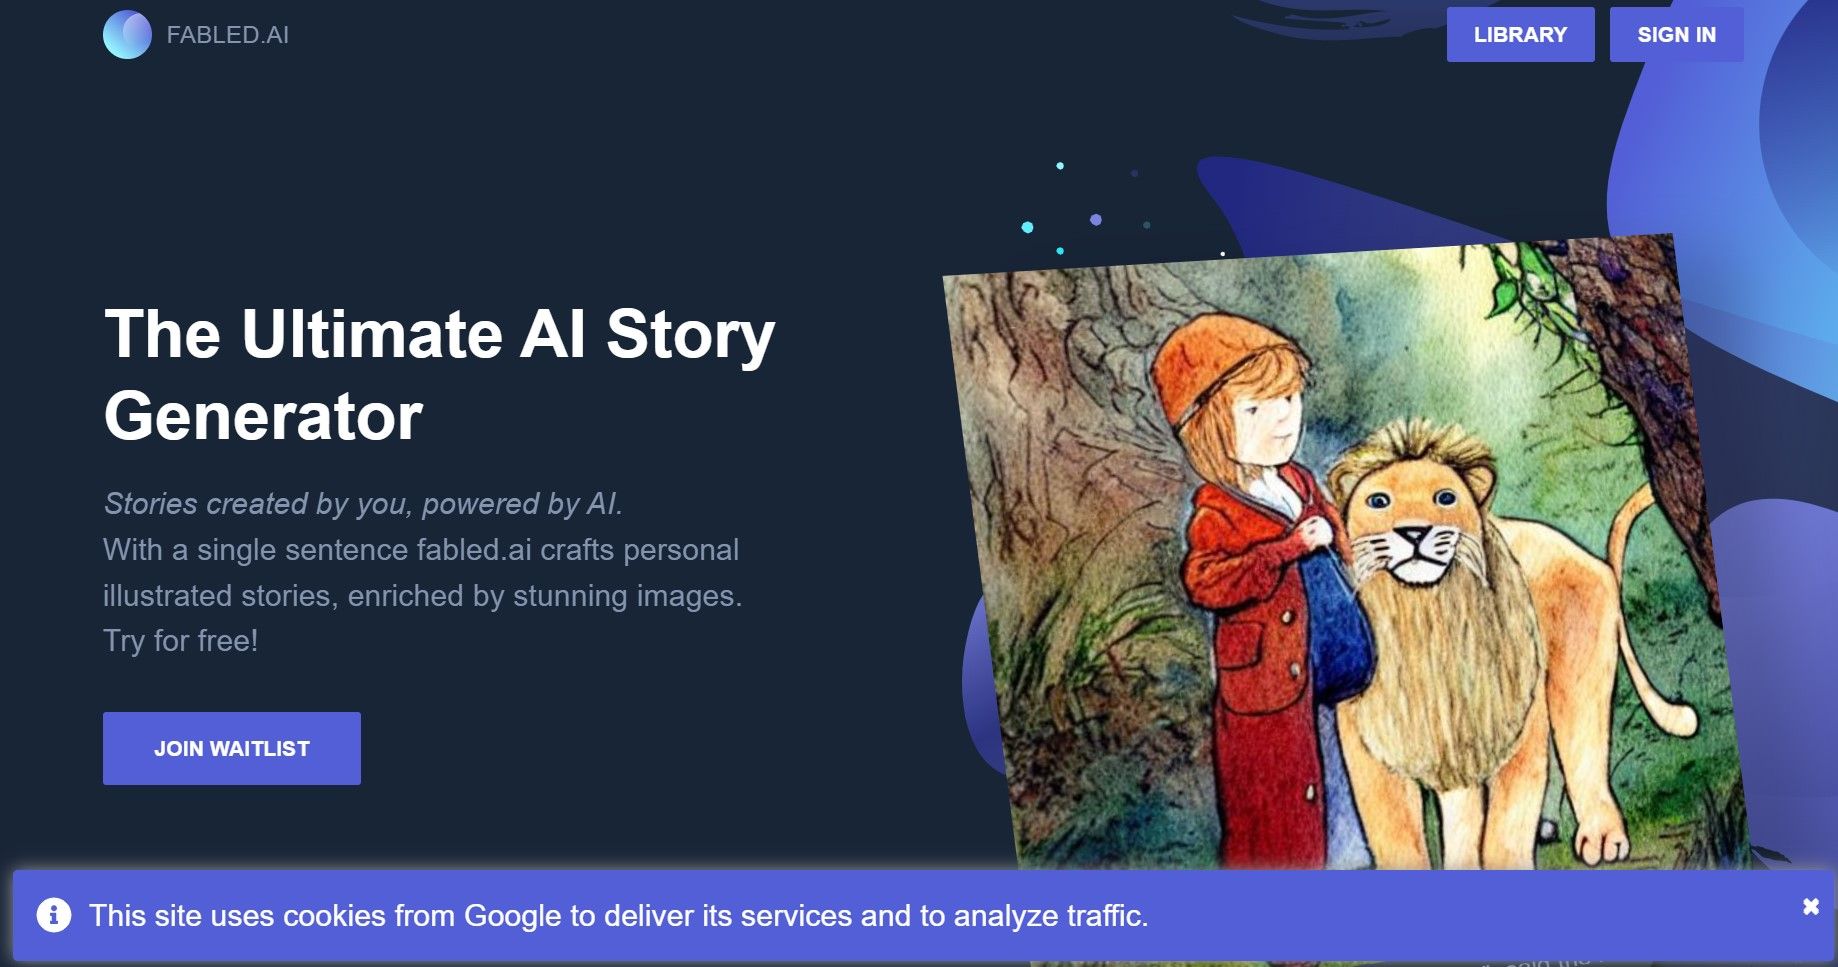 FABLED.AI
LIBRARY
SIGN IN
The Ultimate AI Story
Generator
Stories created by you, powered by AI.
With a single sentence fabled.ai crafts personal
illustrated stories, enriched by stunning images.
Try for free!
JOIN WAITLIST
This site uses cookies from Google to deliver its services and to analyze traffic.